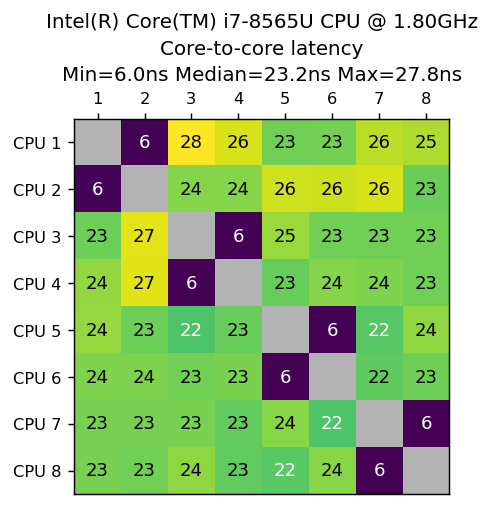 Intel(R) Core(TM) i7-8565U CPU @ 1.80GHz
Core-to-core latency
Min=6.0ns Median=23.2ns Max=27.8ns
1 2 3 4 5 6 7 8
CPU 1 6 28 26 23 23 26 25
CPU 2 6 24 24 26 26 26 23
CPU 3 23 27 6 25 23 23 23
CPU 4 24 27 6 23 24 24 23
CPU 5 24 23 22 23 6 22 24
CPU 6 24 24 23 23 6 22 23
CPU 7 23 23 23 23 24 22 6
CPU 8 23 23 24 23 22 24 6